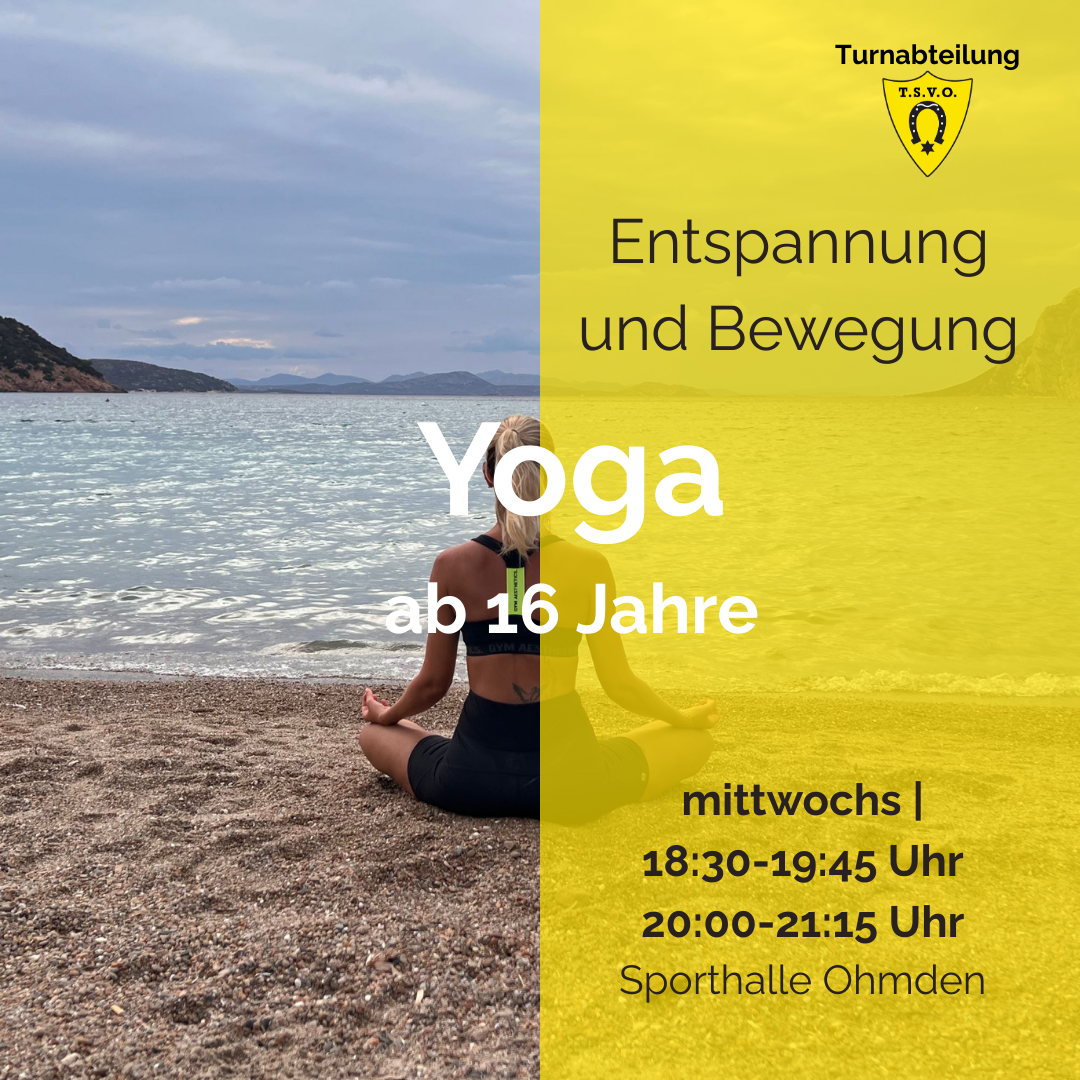 Turnabteilung
T.S.V.O.
Entspannung
und Bewegung
Yoga
ab 16 Jahre
mittwochs |
18:30-19:45 Uhr
20:00-21:15 Uhr
Sporthalle Ohmden